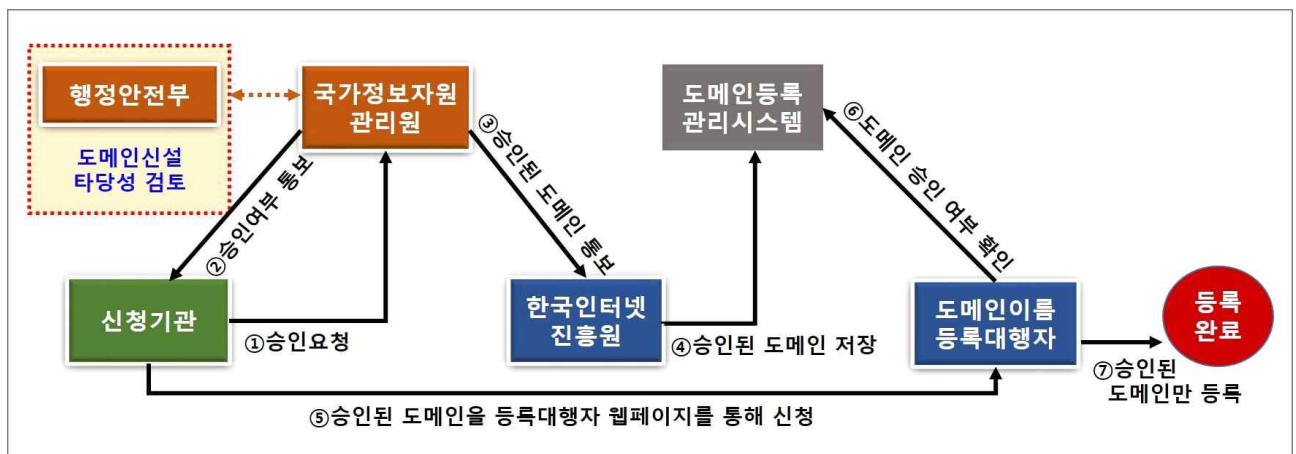 행정안전부
도메인신설
타당성 검토
국가정보자원
관리원
도메인등록
관리시스템
②승인여부 통보
③승인된 도메인 통보
⑥도메인 승인 여부 확인
신청기관
①승인요청
한국인터넷
진흥원
④승인된 도메인 저장
도메인이름
등록대행자
등록
완료
⑦승인된
도메인만 등록
⑤승인된 도메인을 등록대행자 웹페이지를 통해 신청